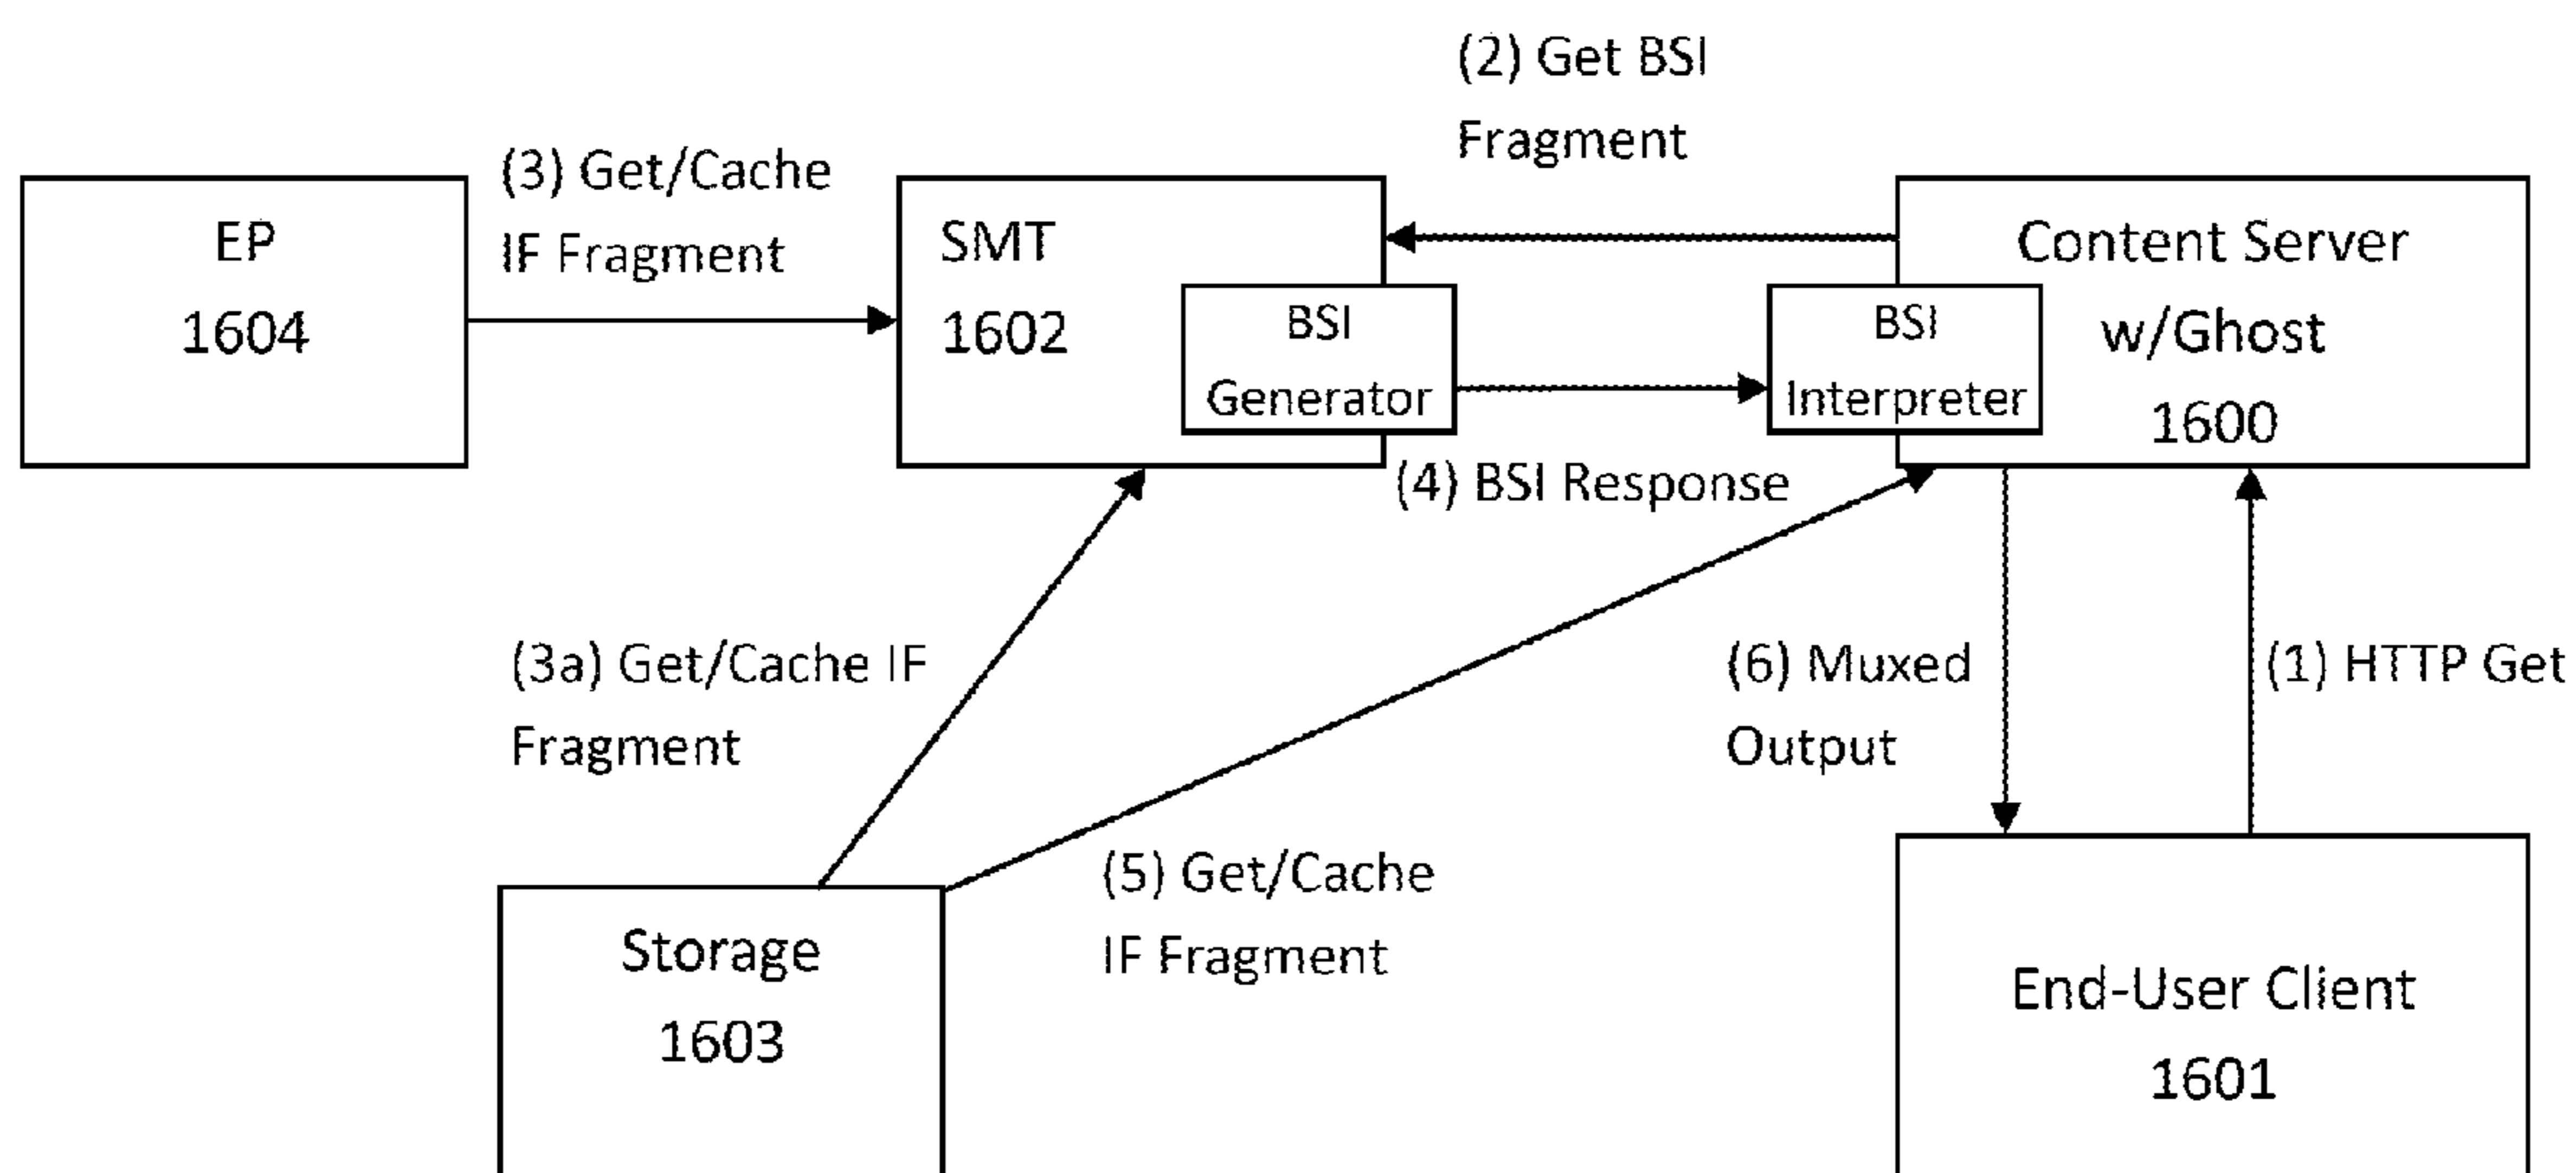 (2) Get BSI
Fragment
(3) Get/Cache
IF Fragment
EP
1604
SMT
1602
BSI
Generator
BSI
Interpreter
Content Server
w/Ghost
1600
(4) BSI Response
(3a) Get/Cache IF
Fragment
(6) Muxed
Output
(1) HTTP Get
(5) Get/Cache
IF Fragment
Storage
1603
End-User Client
1601